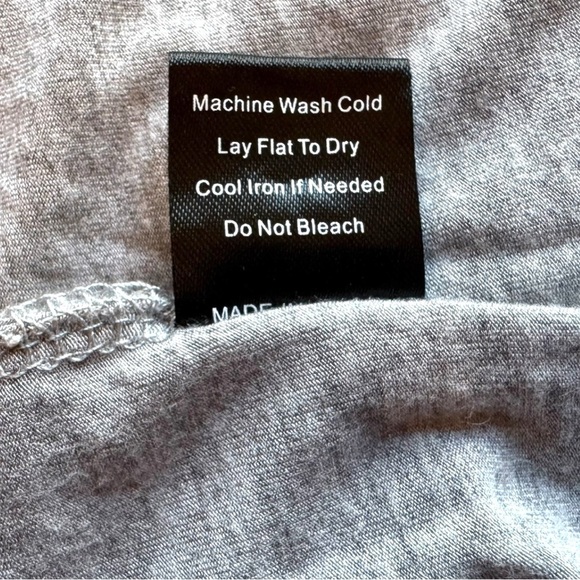 Machine Wash Cold
Lay Flat To Dry
Cool Iron If Needed
Do Not Bleach
MADE